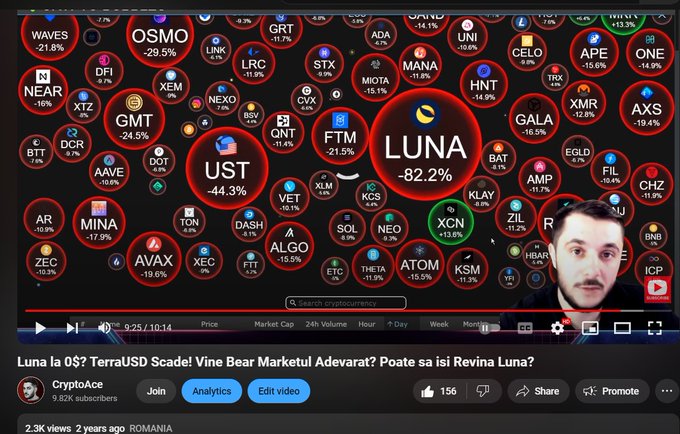 WAVES
-21.8%
OSMO
-29.5%
LINK
-6.1%
-9.3%
GRT
-11.7%
ADA
-6.7%
SAND
-14.1%
UNI
-10.6%
CELO
-9.8%
APE
-15.6%
MKR
+13.3%
ONE
-14.9%
NEAR
-16%
DFI
-9.7%
XEM
-9%
LRC
-11.9%
STX
-9.9%
MIOTA
-15.1%
MANA
-11.8%
HNT
-14.9%
TRX
XMR
-12.8%
AXS
-19.4%
XTZ
-8%
GMT
-24.5%
NEXO
-7.6%
BSV
CVX
-6.6%
QNT
-11.4%
FTM
-21.5%
LUNA
-82.2%
GALA
-16.5%
BTT
-7.6%
DCR
-9.7%
AAVE
-10.6%
DOT
-6.8%
UST
-44.3%
BAT
-8.1%
EGLD
-6.7%
FIL
-10.4%
CHZ
-11.9%
VET
-10.1%
XLM
-5.6%
KCS
-6.4%
KLAY
-8.8%
AMP
-11.7%
AR
-10.9%
MINA
-17.9%
TON
-6.8%
DASH
-8.1%
ALGO
-15.5%
SOL
-8.9%
NEO
-9.3%
XCN
+13.6%
ZIL
-11.2%
BNB
-5%
ZEC
-10.3%
AVAX
-19.6%
XEC
-9%
FTT
-5.7%
ETC
-5%
THETA
-11.9%
ATOM
-15.5%
KSM
-11.3%
YFI
-3%
HBAR
-5.4%
ICP
SUBSCRIBE
Search cryptocurrency
Price Market Cap 24h Volume Hour Day Week
9:25 / 10:14
CC
HD
Luna la 0$? TerraUSD Scade! Vine Bear Marketul Adevarat? Poate sa isi Revina Luna?
CryptoAce
9.82K subscribers
Join
Analytics
Edit video
156
Share
Promote
2.3K views 2 years ago ROMANIA